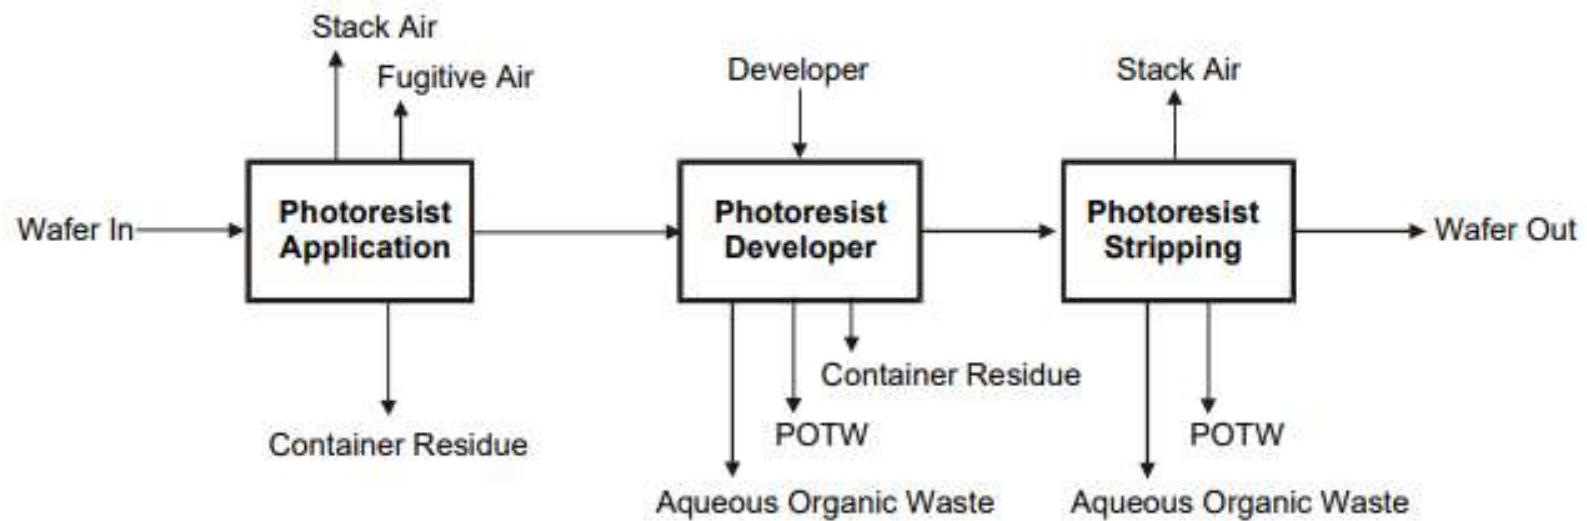 Stack Air
Fugitive Air
Developer
Stack Air
Wafer In
Photoresist
Application
Photoresist
Developer
Photoresist
Stripping
Wafer Out
Container Residue
Container Residue
POTW
POTW
Aqueous Organic Waste
Aqueous Organic Waste